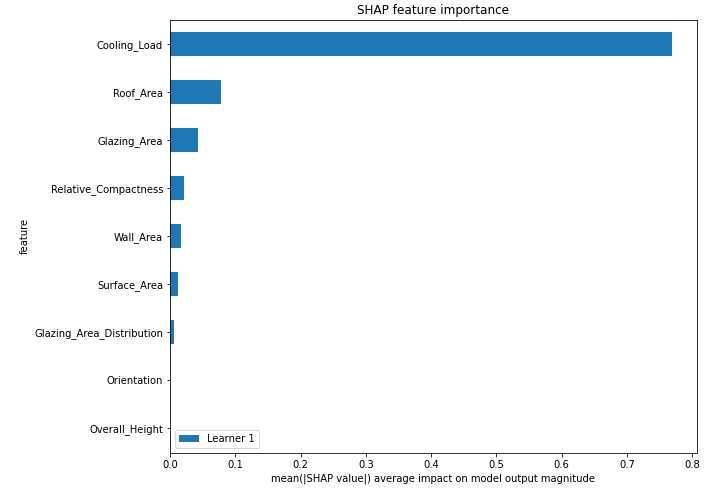 SHAP feature importance
Cooling_Load
Roof_Area
Glazing_Area
Relative_Compactness
Wall_Area
Surface_Area
Glazing_Area_Distribution
Orientation
Overall_Height
feature
Learner 1
0.0 0.1 0.2 0.3 0.4 0.5 0.6 0.7 0.8
mean(|SHAP value|) average impact on model output magnitude